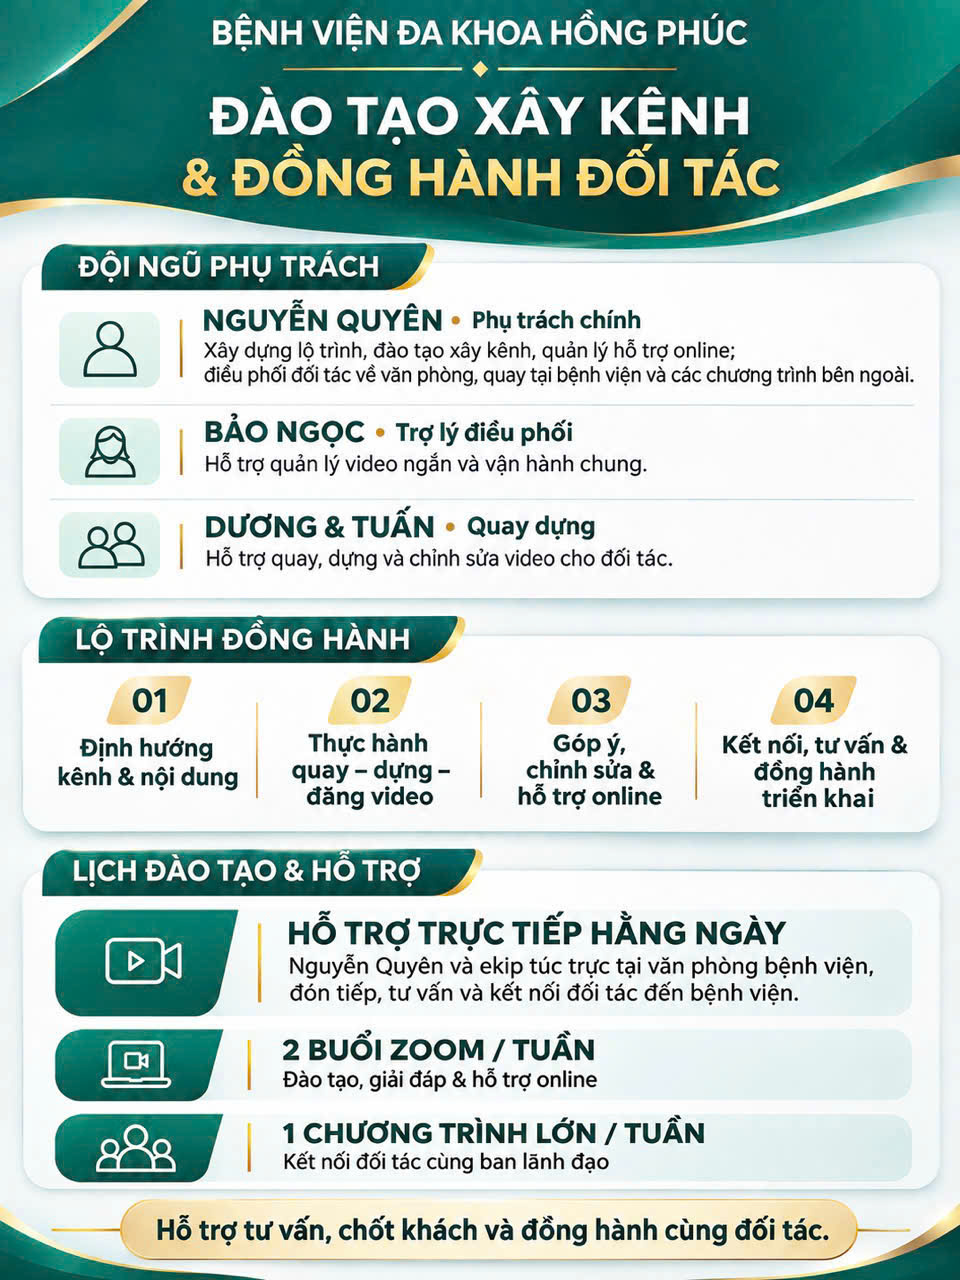 BỆNH VIỆN ĐA KHOA HỒNG PHÚC
ĐÀO TẠO XÂY KÊNH
& ĐỒNG HÀNH ĐỐI TÁC
ĐỘI NGŨ PHỤ TRÁCH
NGUYỄN QUYÊN • Phụ trách chính
Xây dựng lộ trình, đào tạo xây kênh, quản lý hỗ trợ online;
điều phối đối tác về văn phòng, quay tại bệnh viện và các chương trình bên ngoài.
BẢO NGỌC • Trợ lý điều phối
Hỗ trợ quản lý video ngắn và vận hành chung.
DƯƠNG & TUẤN • Quay dựng
Hỗ trợ quay, dựng và chỉnh sửa video cho đối tác.
LỘ TRÌNH ĐỒNG HÀNH
01
Định hướng
kênh & nội dung
02
Thực hành
quay – dựng –
đăng video
03
Góp ý,
chỉnh sửa &
hỗ trợ online
04
Kết nối, tư vấn &
đồng hành
triển khai
LỊCH ĐÀO TẠO & HỖ TRỢ
HỖ TRỢ TRỰC TIẾP HẰNG NGÀY
Nguyễn Quyên và ekip túc trực tại văn phòng bệnh viện,
đón tiếp, tư vấn và kết nối đối tác đến bệnh viện.
2 BUỔI ZOOM / TUẦN
Đào tạo, giải đáp & hỗ trợ online
1 CHƯƠNG TRÌNH LỚN / TUẦN
Kết nối đối tác cùng ban lãnh đạo
Hỗ trợ tư vấn, chốt khách và đồng hành cùng đối tác.